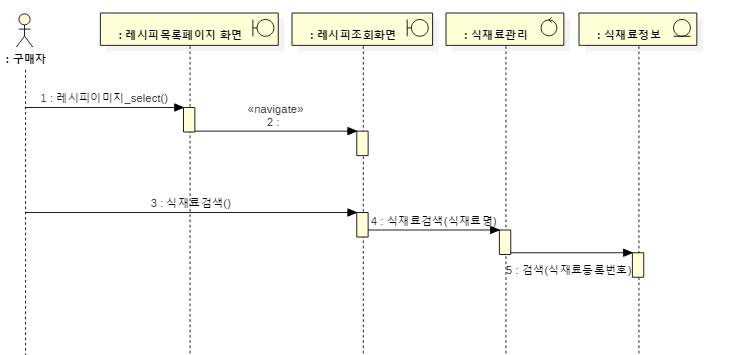 : 구매자
: 레시피목록페이지 화면
: 레시피조회화면
: 식재료관리
: 식재료정보
1 : 레시피이미지_select()
«navigate»
2 :
3 : 식재료검색()
4 : 식재료검색(식재료명)
5 : 검색(식재료등록번호)